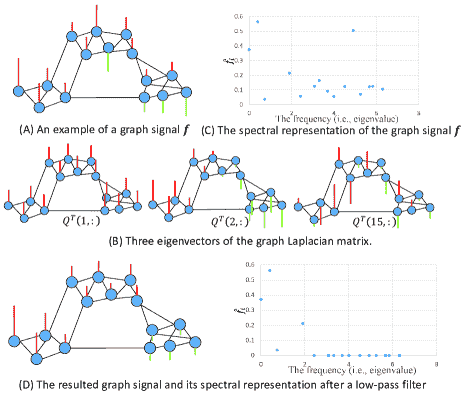 0.6
0.5
0.4
0.3
0.2
0.1
0
0
2
4
6
8
The frequency (i.e., eigenvalue)
(A) An example of a graph signal f
(C) The spectral representation of the graph signal f
Q^T(1,:)
Q^T(2,:)
Q^T(15,:)
(B) Three eigenvectors of the graph Laplacian matrix.
0.6
0.5
0.4
0.3
0.2
0.1
0
0
2
4
6
8
The frequency (i.e., eigenvalue)
(D) The resulted graph signal and its spectral representation after a low-pass filter